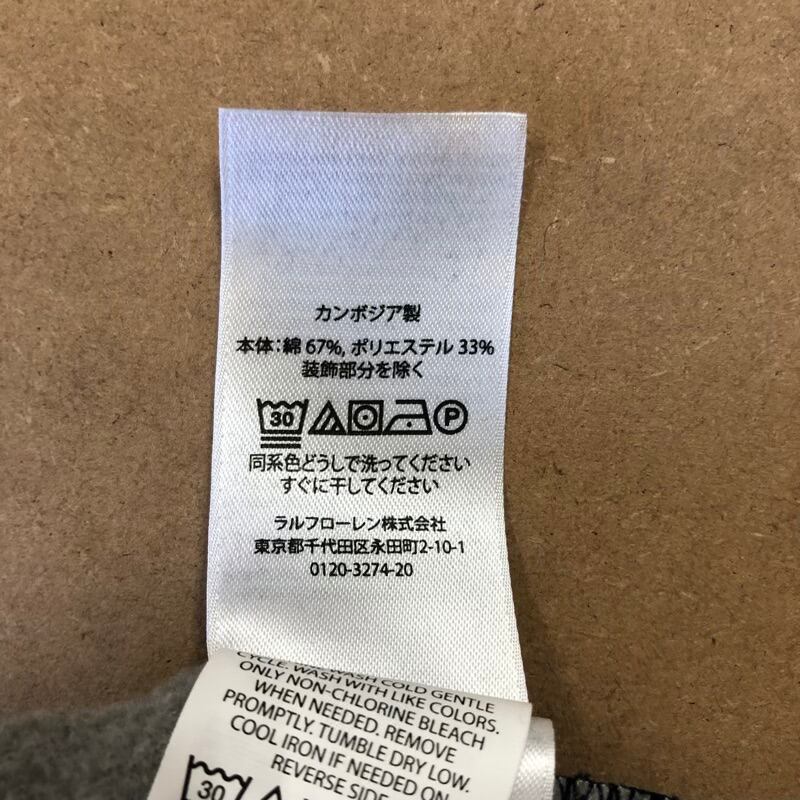 カンボジア製
本体：綿 67%, ポリエステル 33%
装飾部分を除く
30 P
同系色どうしで洗ってください
すぐに干してください
ラルフローレン株式会社
東京都千代田区永田町2-10-1
0120-3274-20
WASH COLD GENTLE
CYCLE. WASH WITH LIKE COLORS.
ONLY NON-CHLORINE BLEACH
WHEN NEEDED. REMOVE
PROMPTLY. TUMBLE DRY LOW.
COOL IRON IF NEEDED ON
REVERSE SIDE
30